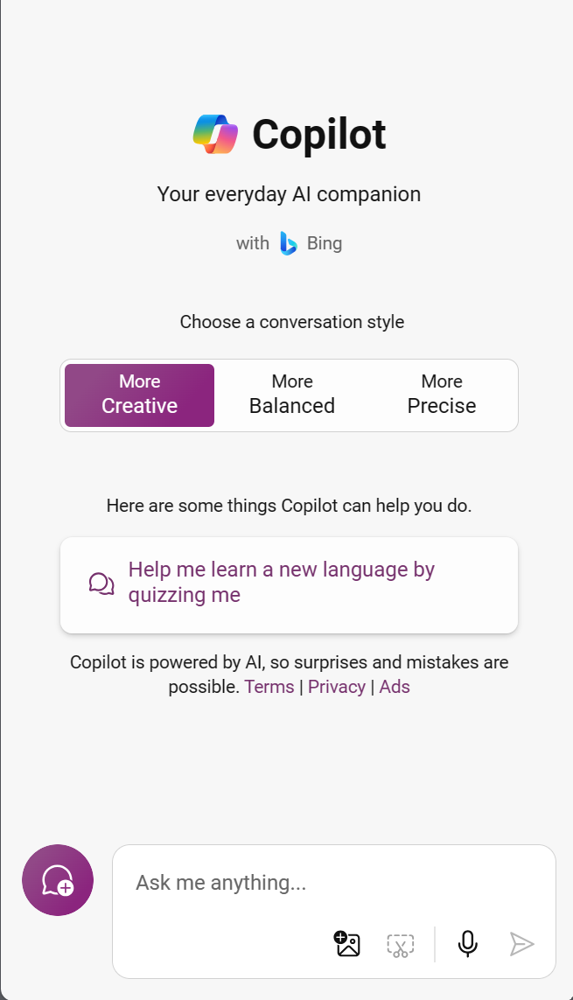 Copilot
Your everyday AI companion
with Bing
Choose a conversation style
More Creative
More Balanced
More Precise
Here are some things Copilot can help you do.
Help me learn a new language by
quizzing me
Copilot is powered by AI, so surprises and mistakes are
possible. Terms | Privacy | Ads
Ask me anything...